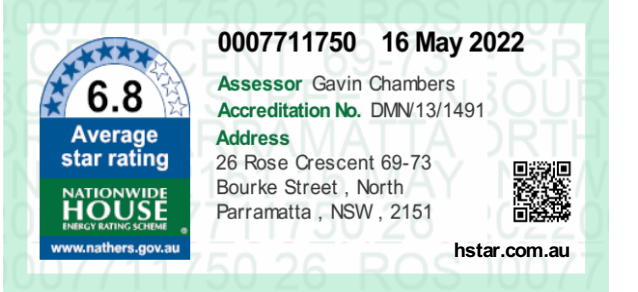 0007711750 16 May 2022
6.8
Average
star rating
NATIONWIDE
HOUSE
ENERGY RATING SCHEME
www.nathers.gov.au
Assessor Gavin Chambers
Accreditation No. DMN/13/1491
Address
26 Rose Crescent 69-73
Bourke Street , North
Parramatta , NSW , 2151
hstar.com.au